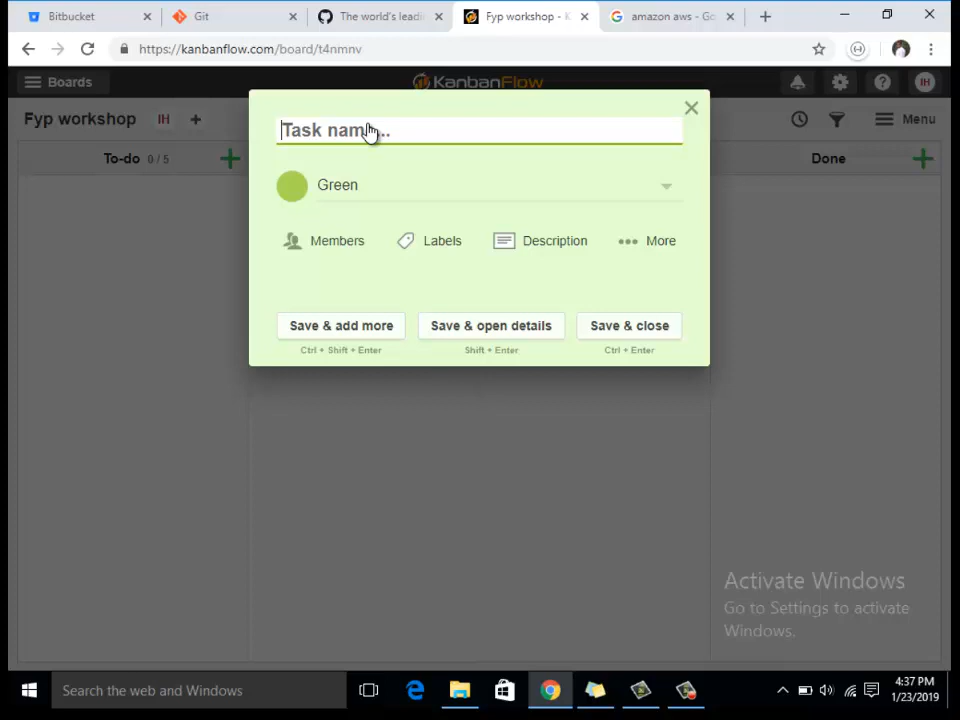 Bitbucket
Git
The world's leadi
Fyp workshop - K
amazon aws - Go
https://kanbanflow.com/board/t4nmnv
Boards
KanbanFlow
IH
Fyp workshop
IH
Menu
To-do 0 / 5
Done
Task name...
Green
Members
Labels
Description
More
Save & add more
Save & open details
Save & close
Ctrl + Shift + Enter
Shift + Enter
Ctrl + Enter
Activate Windows
Go to Settings to activate
Windows.
Search the web and Windows
4:37 PM
1/23/2019